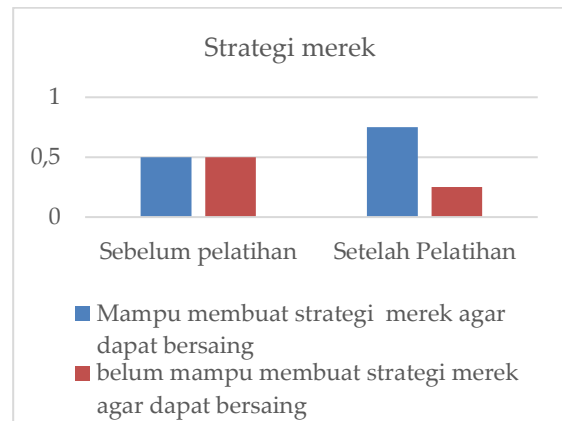 Strategi merek
1
0,5
0
Sebelum pelatihan Setelah Pelatihan
Mampu membuat strategi merek agar
dapat bersaing
belum mampu membuat strategi merek
agar dapat bersaing